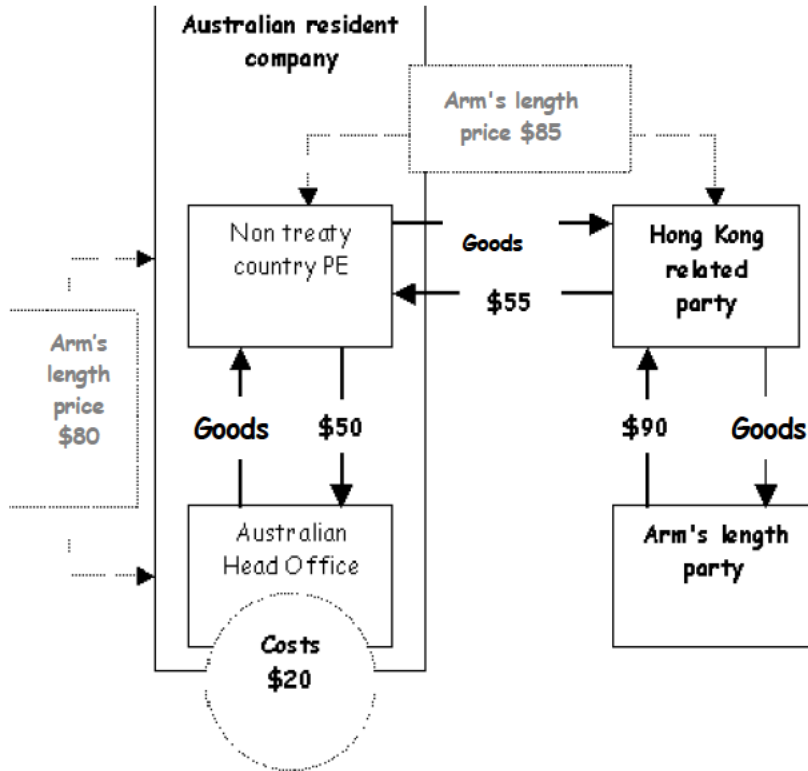 Australian resident
company
Arm's length
price $85
Non treaty
country PE
Goods
$55
Hong Kong
related
party
Arm's
length
price
$80
Goods
$50
$90
Goods
Australian
Head Office
Costs
$20
Arm's length
party